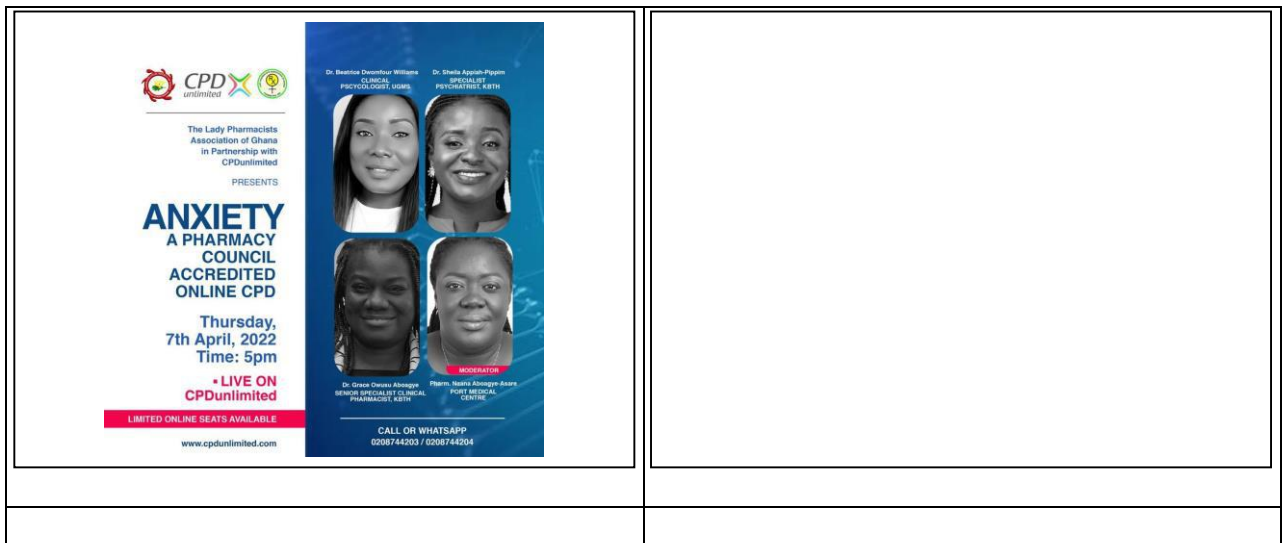 CPD
unlimited
The Lady Pharmacists
Association of Ghana
in Partnership with
CPDunlimited
PRESENTS
ANXIETY
A PHARMACY
COUNCIL
ACCREDITED
ONLINE CPD
Thursday,
7th April, 2022
Time: 5pm
▪ LIVE ON
CPDunlimited
LIMITED ONLINE SEATS AVAILABLE
www.cpdunlimited.com
Dr. Beatrice Dwomfour Williams
CLINICAL
PSCYCOLOGIST, UGMS
Dr. Sheila Appiah-Pippim
SPECIALIST
PSYCHIATRIST, KBTH
Dr. Grace Owusu Aboagye
SENIOR SPECIALIST CLINICAL
PHARMACIST, KBTH
MODERATOR
Pharm. Naana Aboagye-Asare
PORT MEDICAL
CENTRE
CALL OR WHATSAPP
0208744203 / 0208744204